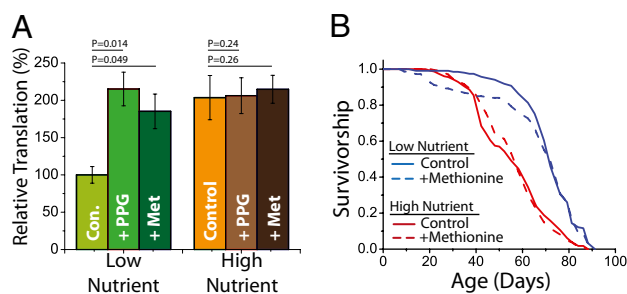 A
Relative Translation (%)
250
200
150
100
50
0
P=0.014
P=0.049
P=0.24
P=0.26
Con.
+ PPG
+ Met
Control
+ PPG
+ Met
Low
Nutrient
High
Nutrient
B
Survivorship
1.0
0.8
0.6
0.4
0.2
0.0
Low Nutrient
Control
+Methionine
High Nutrient
Control
+Methionine
0 20 40 60 80 100
Age (Days)